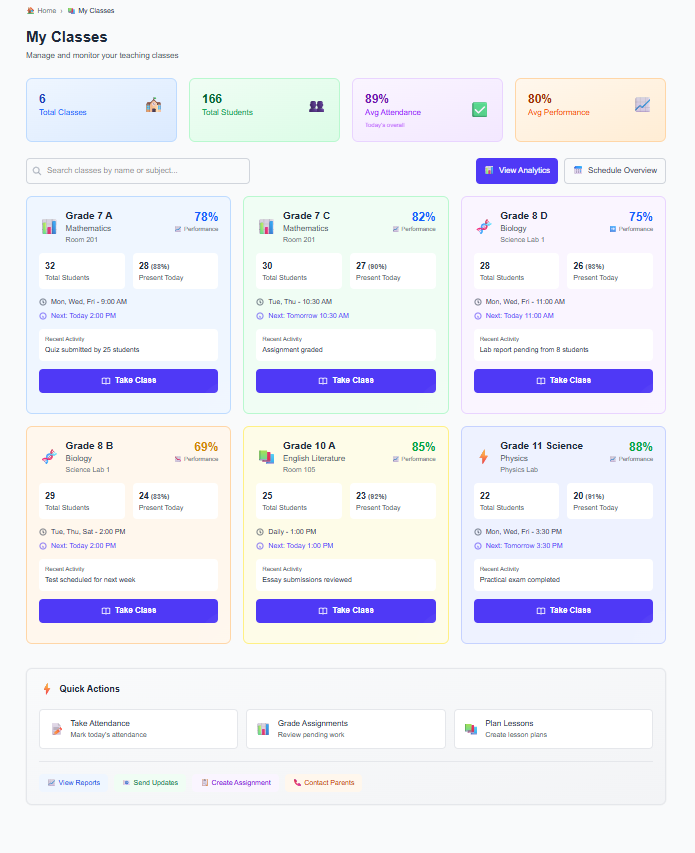 Home › My Classes
My Classes
Manage and monitor your teaching classes
6
Total Classes
166
Total Students
89%
Avg Attendance
Today's overall
80%
Avg Performance
Search classes by name or subject...
View Analytics
Schedule Overview
Grade 7 A
Mathematics
Room 201
78%
Performance
32
Total Students
28 (88%)
Present Today
Mon, Wed, Fri - 9:00 AM
Next: Today 2:00 PM
Recent Activity
Quiz submitted by 25 students
Take Class
Grade 7 C
Mathematics
Room 201
82%
Performance
30
Total Students
27 (90%)
Present Today
Tue, Thu - 10:30 AM
Next: Tomorrow 10:30 AM
Recent Activity
Assignment graded
Take Class
Grade 8 D
Biology
Science Lab 1
75%
Performance
28
Total Students
26 (93%)
Present Today
Mon, Wed, Fri - 11:00 AM
Next: Today 11:00 AM
Recent Activity
Lab report pending from 8 students
Take Class
Grade 8 B
Biology
Science Lab 1
69%
Performance
29
Total Students
24 (83%)
Present Today
Tue, Thu, Sat - 2:00 PM
Next: Today 2:00 PM
Recent Activity
Test scheduled for next week
Take Class
Grade 10 A
English Literature
Room 105
85%
Performance
25
Total Students
23 (92%)
Present Today
Daily - 1:00 PM
Next: Today 1:00 PM
Recent Activity
Essay submissions reviewed
Take Class
Grade 11 Science
Physics
Physics Lab
88%
Performance
22
Total Students
20 (91%)
Present Today
Mon, Wed, Fri - 3:30 PM
Next: Tomorrow 3:30 PM
Recent Activity
Practical exam completed
Take Class
Quick Actions
Take Attendance
Mark today's attendance
Grade Assignments
Review pending work
Plan Lessons
Create lesson plans
View Reports
Send Updates
Create Assignment
Contact Parents